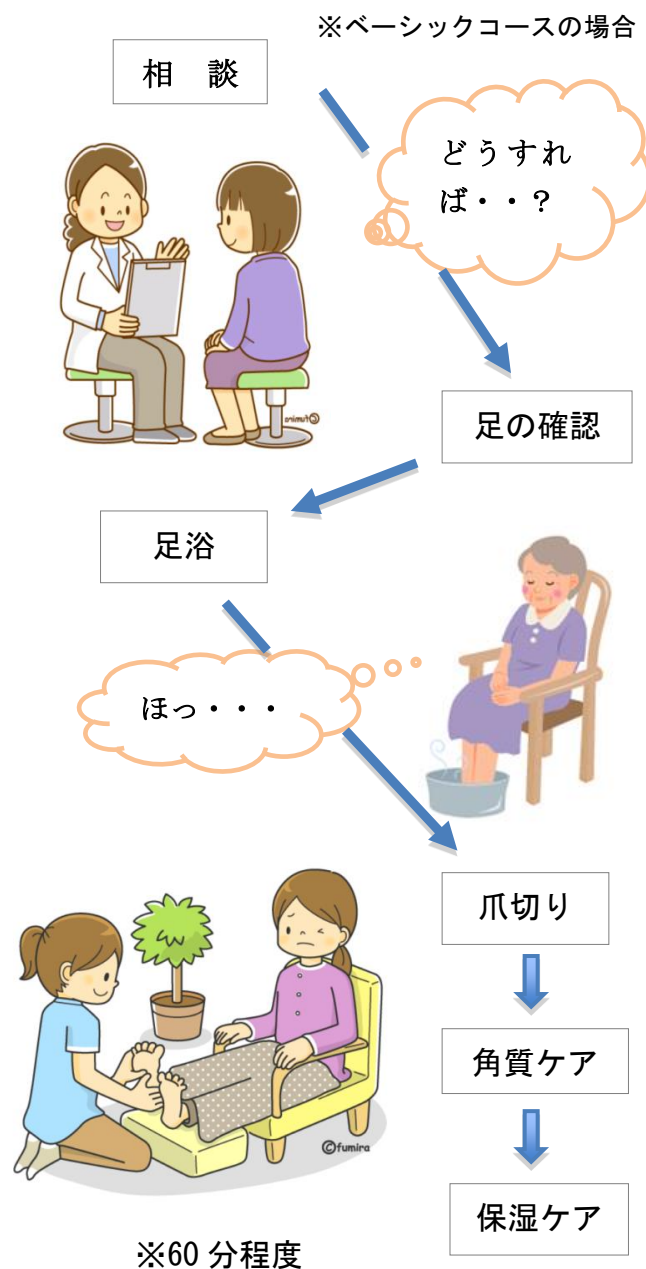 ※ベーシックコースの場合
相　談
どうすれ
ば・・？
足の確認
足浴
ほっ・・・
爪切り
角質ケア
保湿ケア
©fumira
※60 分程度